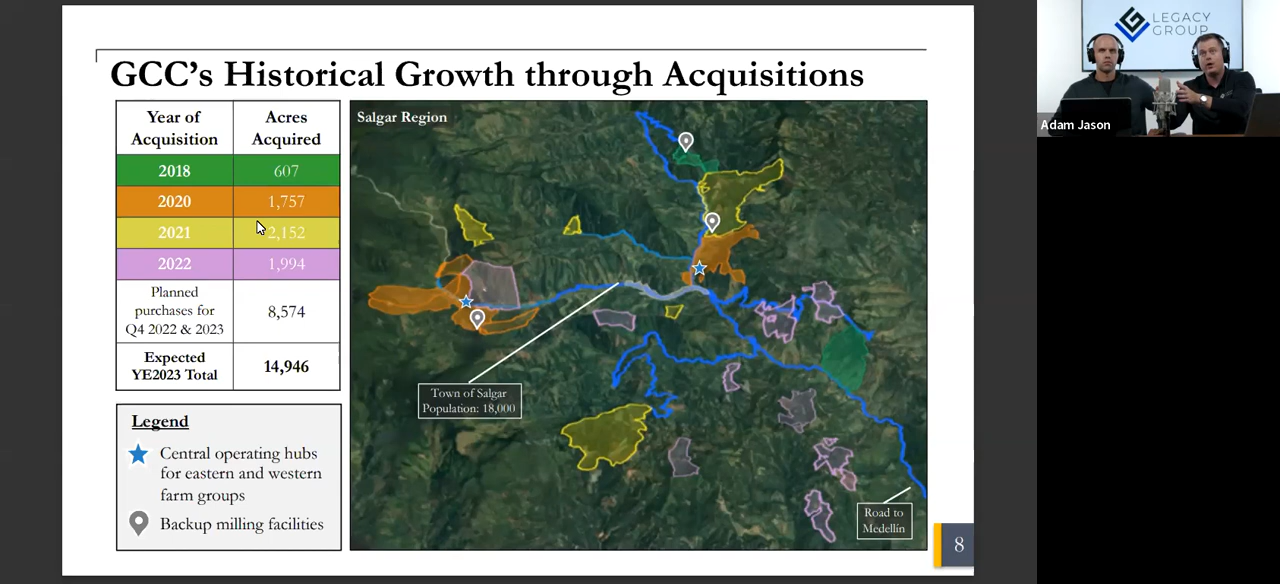 GCC's Historical Growth through Acquisitions
Year of Acquisition
Acres Acquired
2018
607
2020
1,757
2021
2,152
2022
1,994
Planned
purchases for
Q4 2022 & 2023
8,574
Expected
YE2023 Total
14,946
Legend
Central operating hubs
for eastern and western
farm groups
Backup milling facilities
Salgar Region
Town of Salgar
Population: 18,000
Road to
Medellín
8
LEGACY
GROUP
Adam Jason